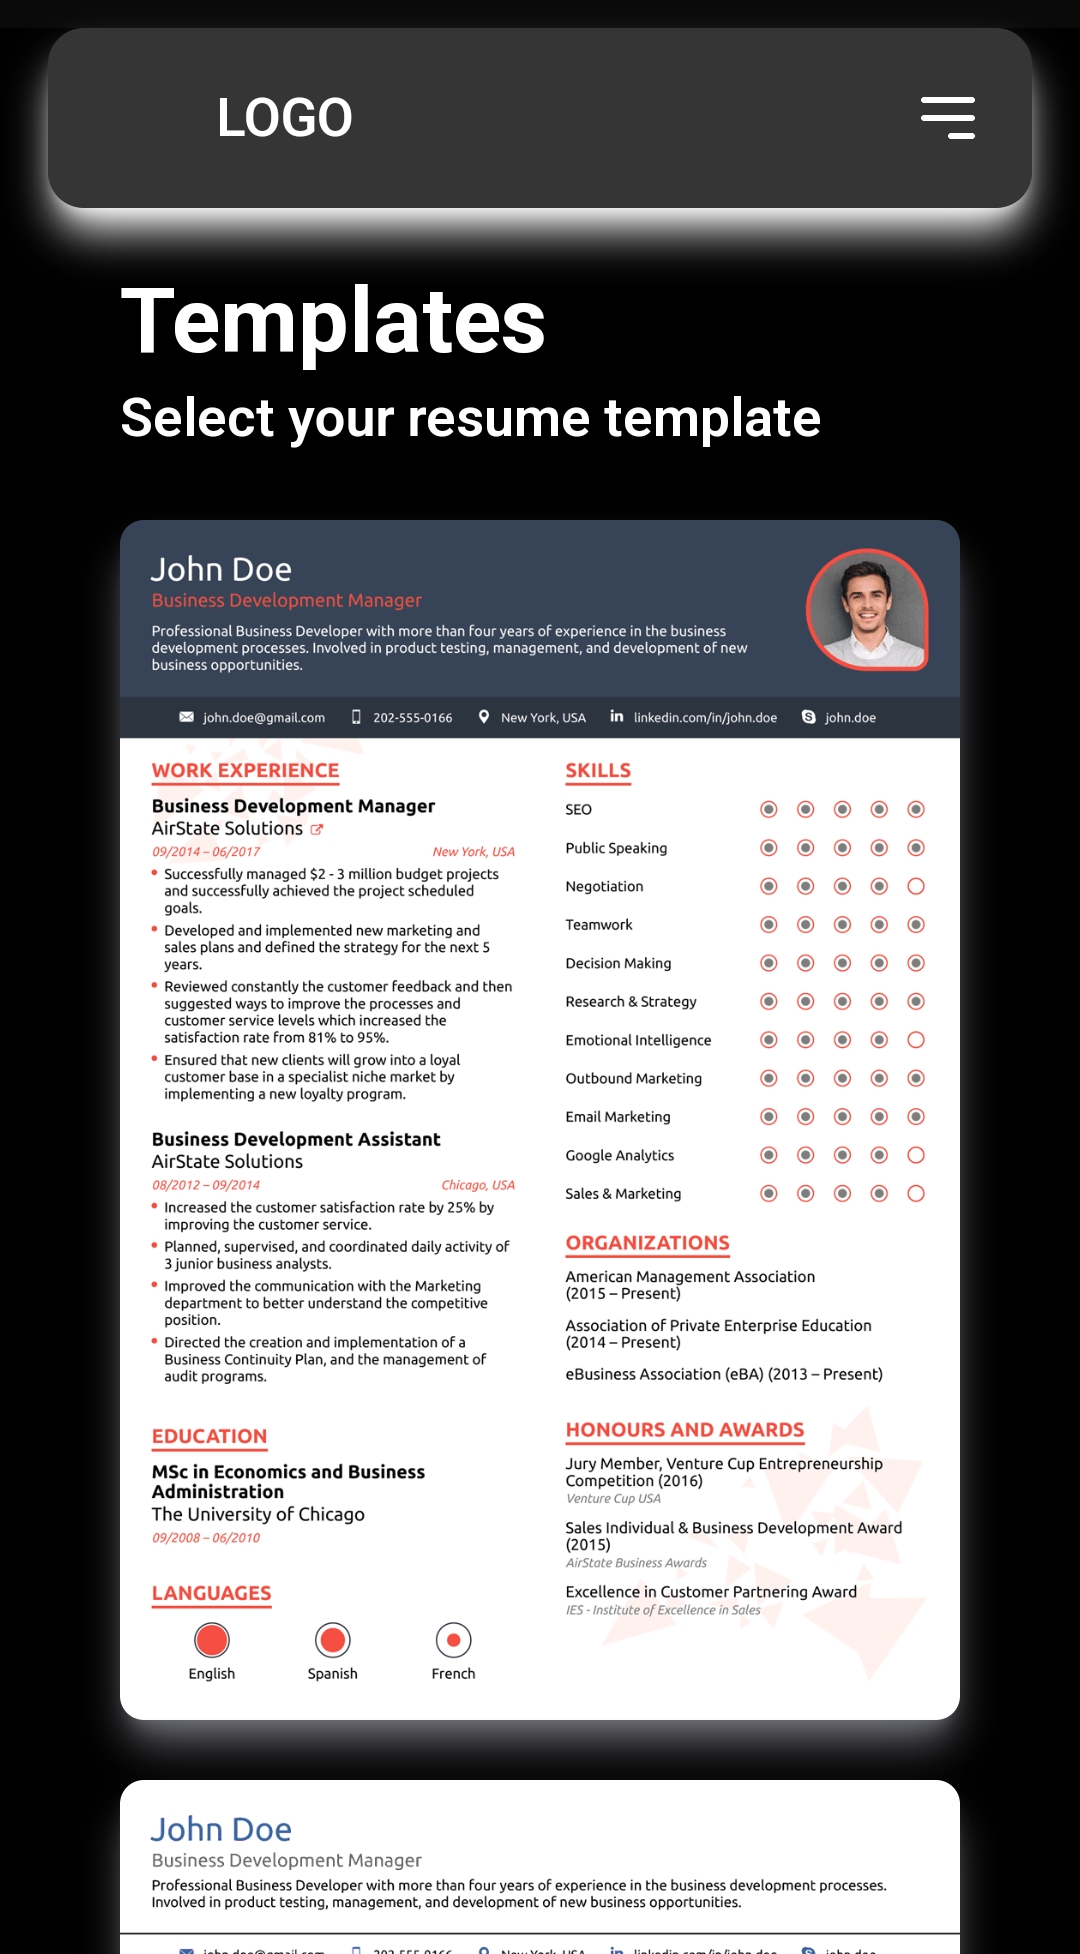 LOGO
Templates
Select your resume template
John Doe
Business Development Manager
Professional Business Developer with more than four years of experience in the business
development processes. Involved in product testing, management, and development of new
business opportunities.
john.doe@gmail.com 202-555-0166 New York, USA linkedin.com/in/john.doe john.doe
WORK EXPERIENCE
Business Development Manager
AirState Solutions
09/2014 – 06/2017 New York, USA
Successfully managed $2 - 3 million budget projects
and successfully achieved the project scheduled
goals.
Developed and implemented new marketing and
sales plans and defined the strategy for the next 5
years.
Reviewed constantly the customer feedback and then
suggested ways to improve the processes and
customer service levels which increased the
satisfaction rate from 81% to 95%.
Ensured that new clients will grow into a loyal
customer base in a specialist niche market by
implementing a new loyalty program.
Business Development Assistant
AirState Solutions
08/2012 – 09/2014 Chicago, USA
Increased the customer satisfaction rate by 25% by
improving the customer service.
Planned, supervised, and coordinated daily activity of
3 junior business analysts.
Improved the communication with the Marketing
department to better understand the competitive
position.
Directed the creation and implementation of a
Business Continuity Plan, and the management of
audit programs.
EDUCATION
MSc in Economics and Business
Administration
The University of Chicago
09/2008 – 06/2010
LANGUAGES
English Spanish French
SKILLS
SEO
Public Speaking
Negotiation
Teamwork
Decision Making
Research & Strategy
Emotional Intelligence
Outbound Marketing
Email Marketing
Google Analytics
Sales & Marketing
ORGANIZATIONS
American Management Association
(2015 – Present)
Association of Private Enterprise Education
(2014 – Present)
eBusiness Association (eBA) (2013 – Present)
HONOURS AND AWARDS
Jury Member, Venture Cup Entrepreneurship
Competition (2016)
Venture Cup USA
Sales Individual & Business Development Award
(2015)
AirState Business Awards
Excellence in Customer Partnering Award
IES - Institute of Excellence in Sales
John Doe
Business Development Manager
Professional Business Developer with more than four years of experience in the business development processes.
Involved in product testing, management, and development of new business opportunities.
john.doe@gmail.com 202-555-0166 New York, USA linkedin.com/in/john.doe john.doe